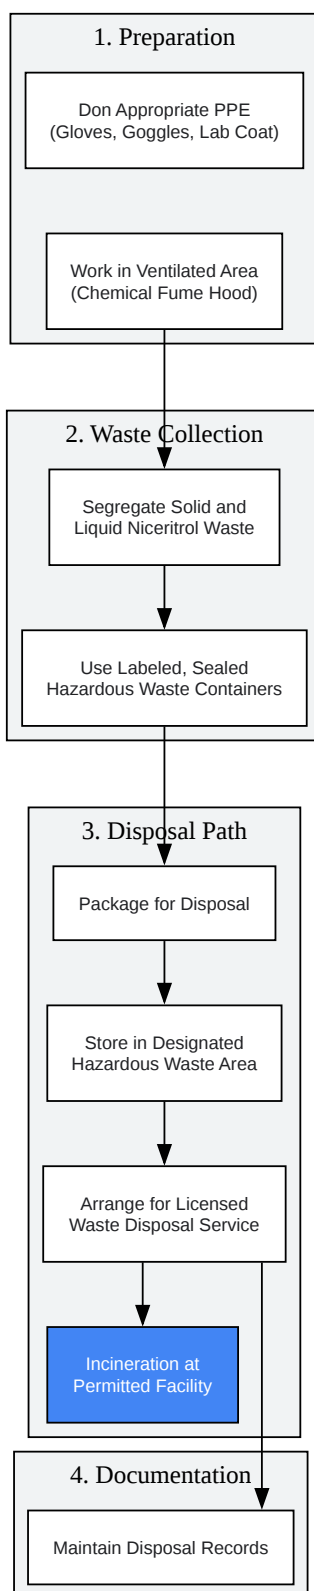 1. Preparation
Don Appropriate PPE
(Gloves, Goggles, Lab Coat)
Work in Ventilated Area
(Chemical Fume Hood)
2. Waste Collection
Segregate Solid and
Liquid Niceritrol Waste
Use Labeled, Sealed
Hazardous Waste Containers
3. Disposal Path
Package for Disposal
Store in Designated
Hazardous Waste Area
Arrange for Licensed
Waste Disposal Service
Incineration at
Permitted Facility
4. Documentation
Maintain Disposal Records